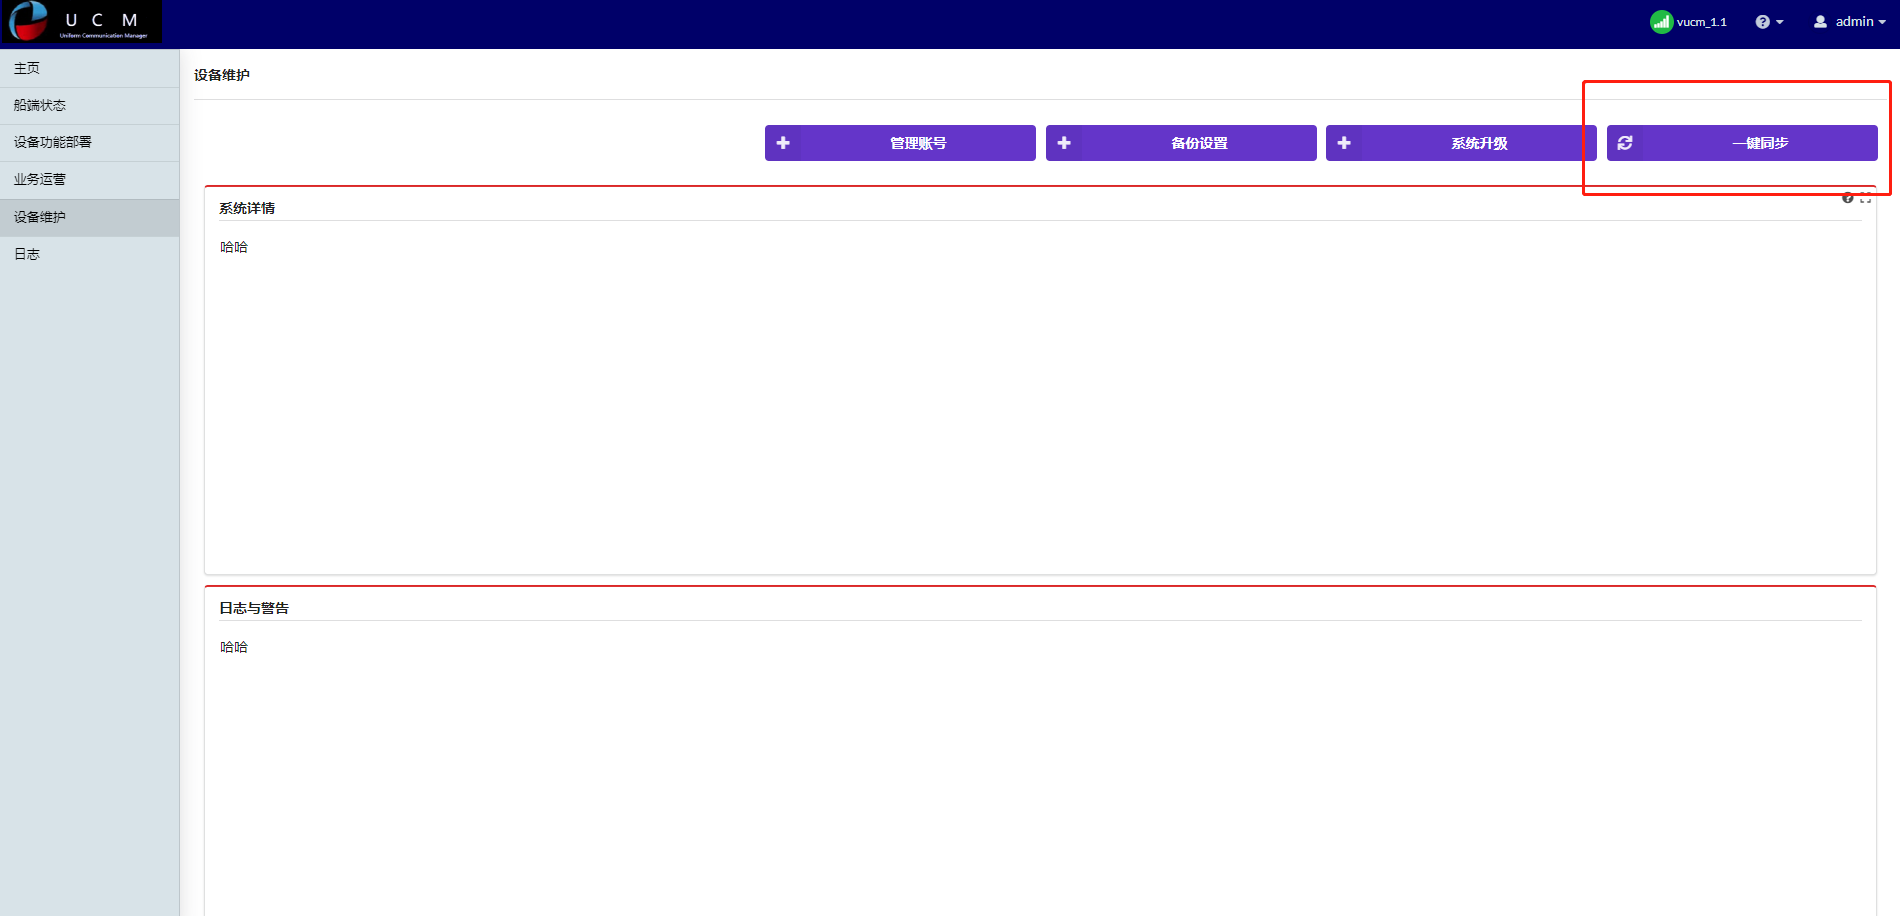 U C M
Uniform Communication Manager
vucm_1.1
admin
主页
船端状态
设备功能部署
业务运营
设备维护
日志
设备维护
管理账号
备份设置
系统升级
一键同步
系统详情
哈哈
日志与警告
哈哈